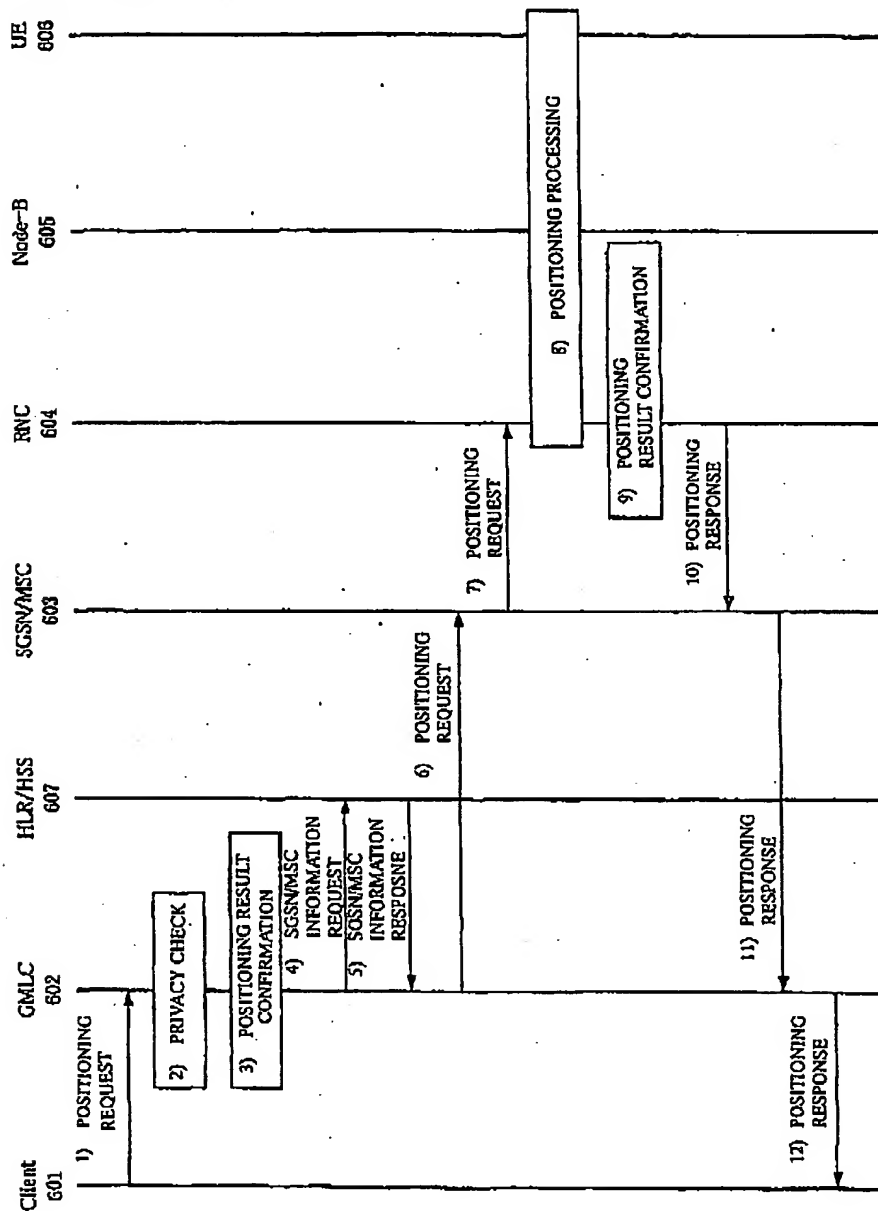 Client
601
GMLC
602
HLR/HSS
607
SGSN/MSC
603
RNC
604
Node-B
605
UE
606
1) POSITIONING
REQUEST
2) PRIVACY CHECK
3) POSITIONING RESULT
CONFIRMATION
4) SGSN/MSC
INFORMATION
REQUEST
5) SGSN/MSC
INFORMATION
RESPOSNE
6) POSITIONING
REQUEST
7) POSITIONING
REQUEST
8) POSITIONING PROCESSING
9) POSITIONING
RESULT CONFIRMATION
10) POSITIONING
RESPONSE
11) POSITIONING
RESPONSE
12) POSITIONING
RESPONSE